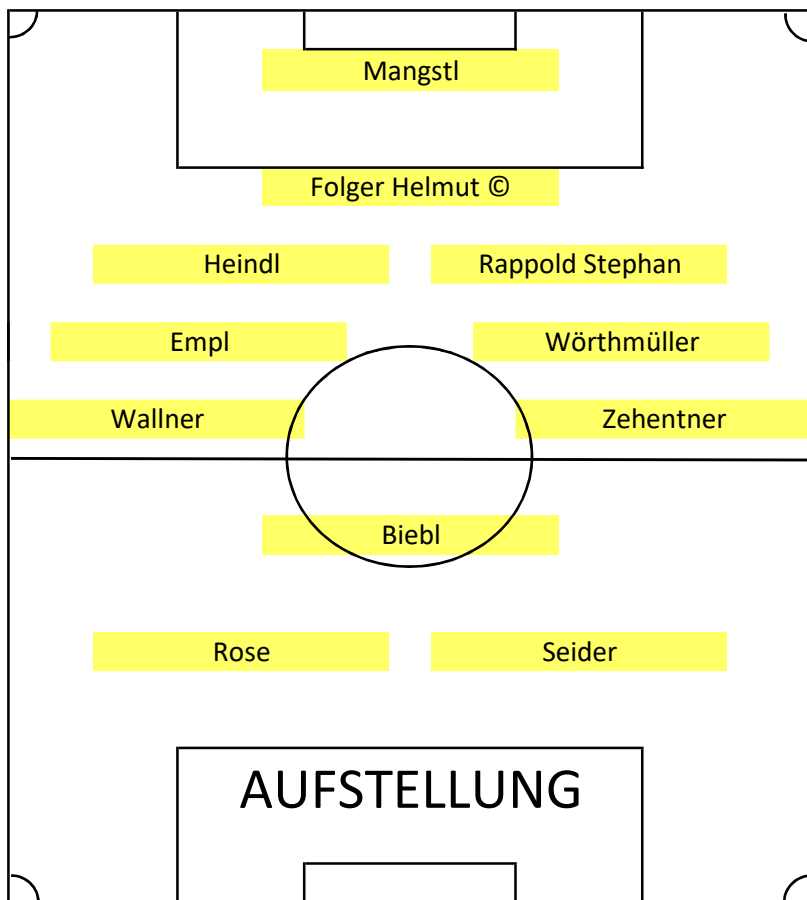 Mangstl
Folger Helmut ©
Heindl
Rappold Stephan
Empl
Wörthmüller
Wallner
Zehentner
Biebl
Rose
Seider
AUFSTELLUNG